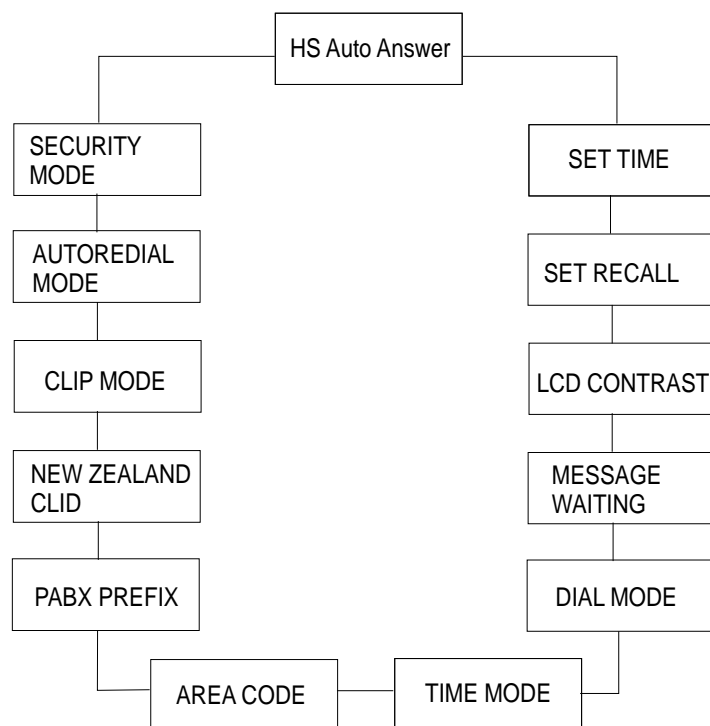 HS Auto Answer
SECURITY
MODE
SET TIME
AUTOREDIAL
MODE
SET RECALL
CLIP MODE
LCD CONTRAST
NEW ZEALAND
CLID
MESSAGE
WAITING
PABX PREFIX
DIAL MODE
AREA CODE
TIME MODE